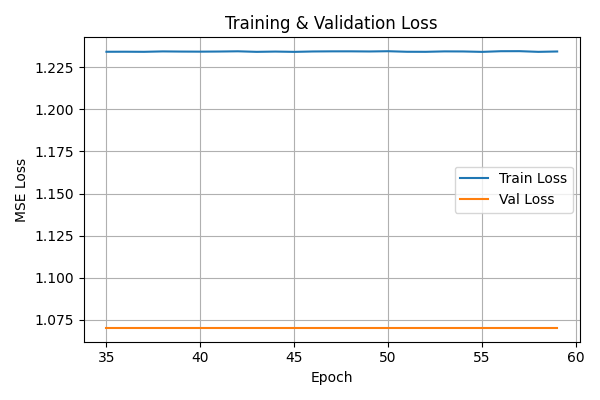 Training & Validation Loss
MSE Loss
1.225
1.200
1.175
1.150
1.125
1.100
1.075
Train Loss
Val Loss
35 40 45 50 55 60
Epoch